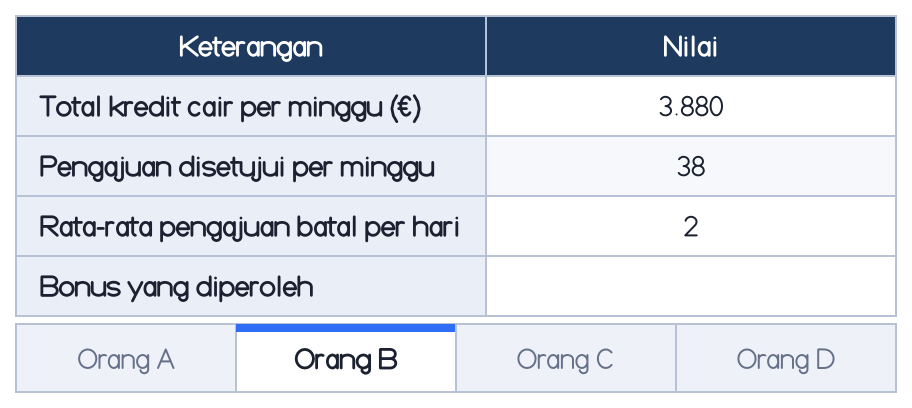 Keterangan Nilai
Total kredit cair per minggu (€) 3.880
Pengajuan disetujui per minggu 38
Rata-rata pengajuan batal per hari 2
Bonus yang diperoleh
Orang A Orang B Orang C Orang D